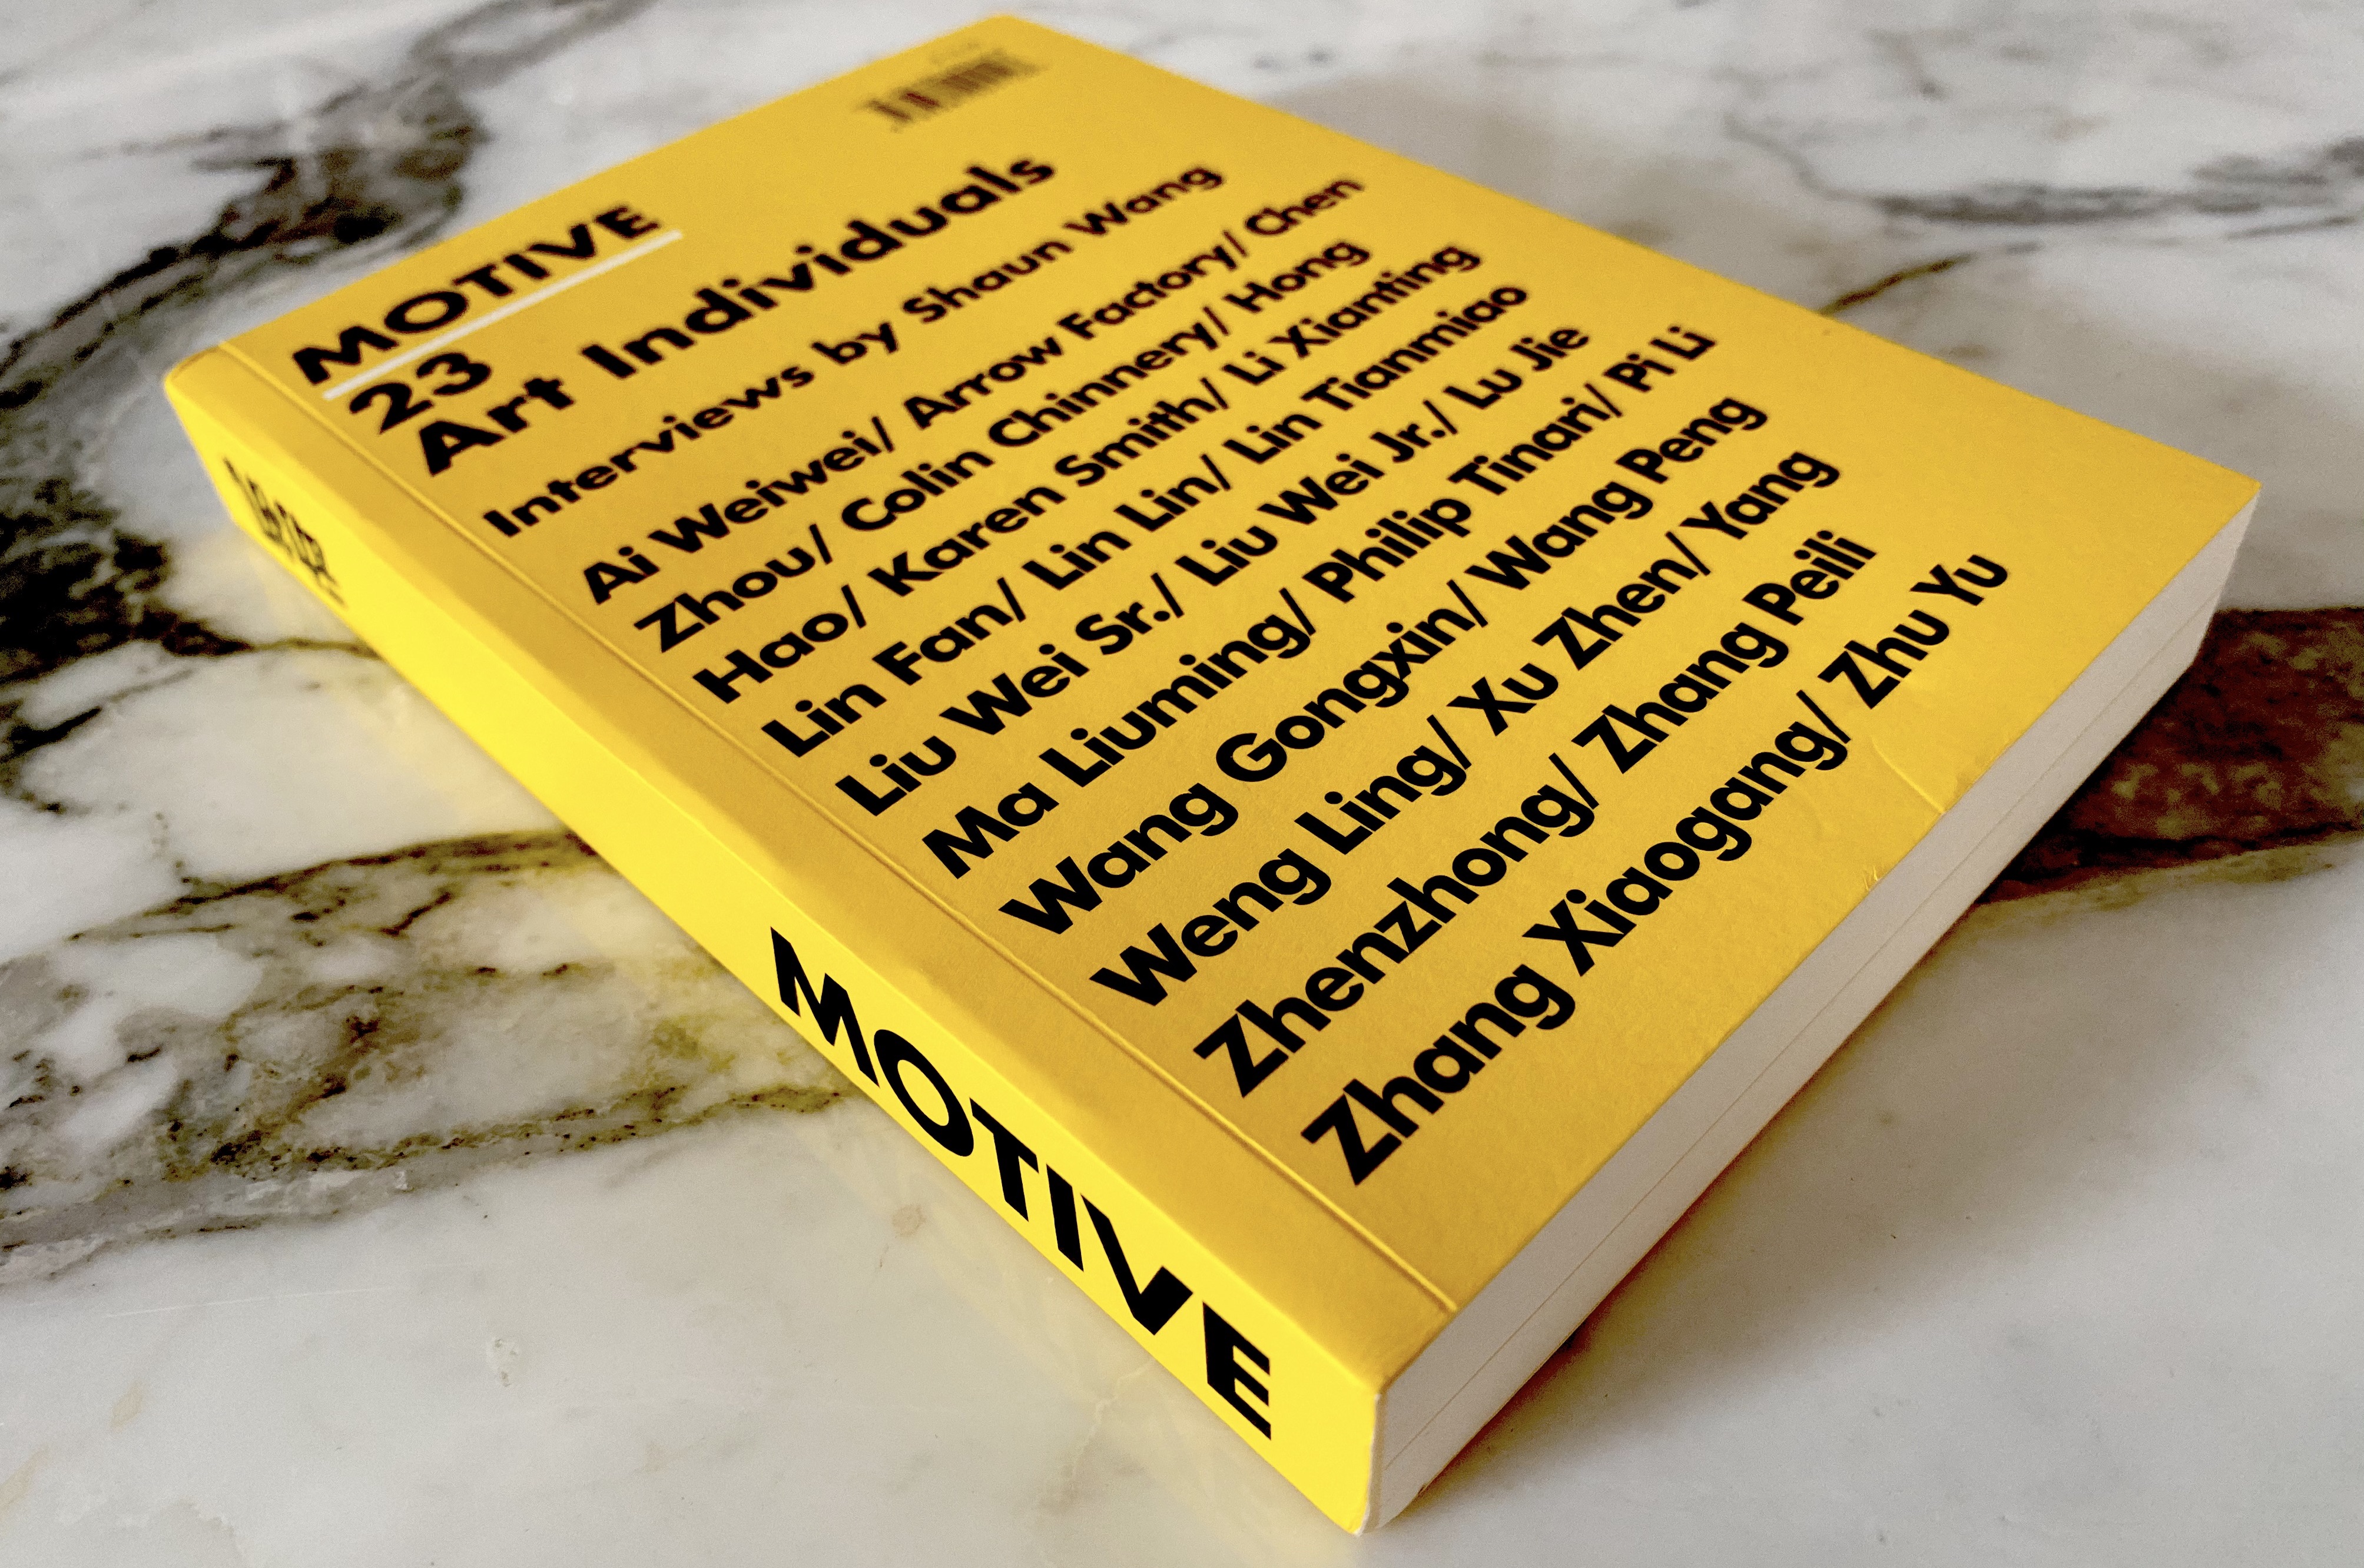 MOTIVE
23
Art Individuals
Interviews by Shaun Wang
Ai Weiwei/ Arrow Factory/ Chen
Zhou/ Colin Chinnery/ Hong
Hao/ Karen Smith/ Li Xianting
Lin Fan/ Lin Lin/ Lin Tianmiao
Liu Wei Sr./ Liu Wei Jr./ Lu Jie
Ma Liuming/ Philip Tinari/ Pi Li
Wang Gongxin/ Wang Peng
Weng Ling/ Xu Zhen/ Yang
Zhenzhong/ Zhang Peili
Zhang Xiaogang/ Zhu Yu
MOTIVE